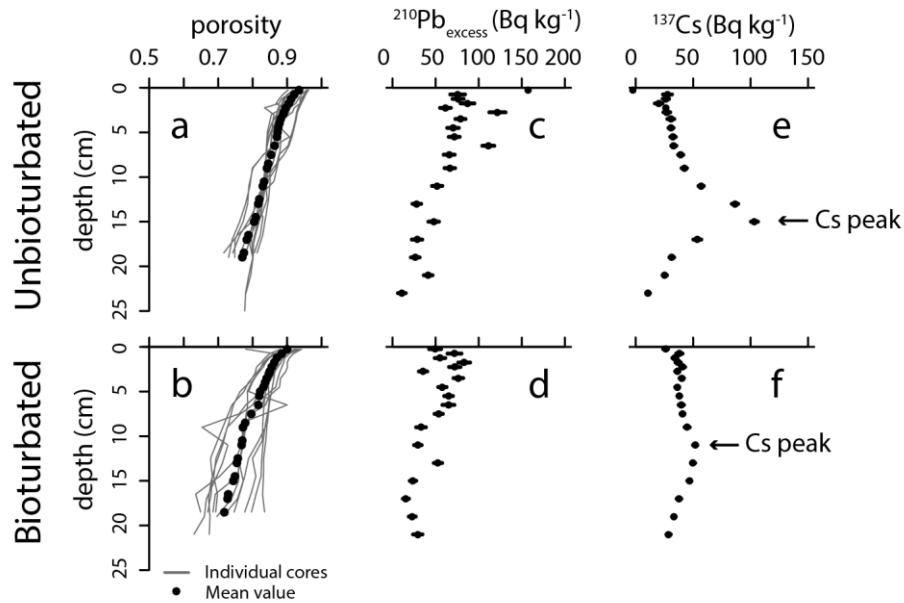 porosity
²¹⁰Pbexcess (Bq kg⁻¹)
¹³⁷Cs (Bq kg⁻¹)
0.5 0.7 0.9
0 50 100 150 200
0 50 100 150
Unbioturbated
depth (cm)
0 5 10 15 20 25
a
c
e
Cs peak
Bioturbated
depth (cm)
0 5 10 15 20 25
b
d
f
Cs peak
Individual cores
Mean value